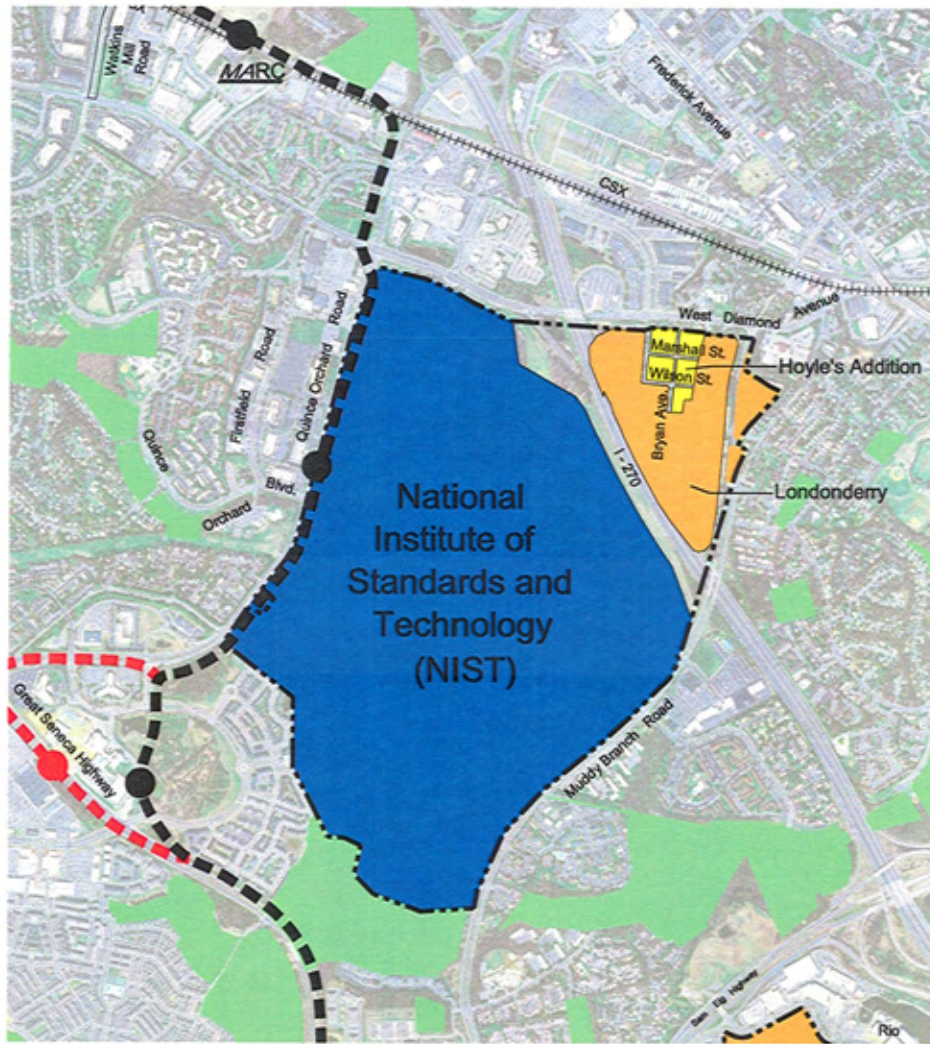 Watkins
Mill
Road
MARC
Frederick Avenue
CSX
West Diamond Avenue
Marshall St.
Wilson St.
Hoyle's Addition
Bryan Ave.
I - 270
Londonderry
Firstfield Road
Quince Orchard Road
Quince
Orchard
Blvd.
National
Institute of
Standards and
Technology
(NIST)
Great Seneca Highway
Muddy Branch Road
Sam Eig Highway
Rio